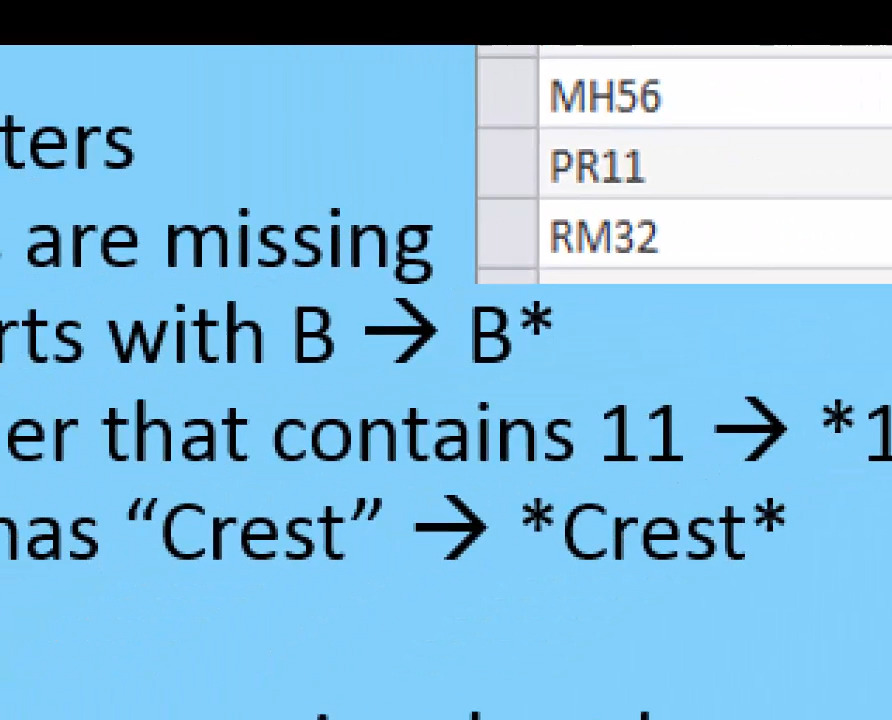 MH56
PR11
RM32
ters
are missing
rts with B → B*
er that contains 11 → *1
has “Crest” → *Crest*